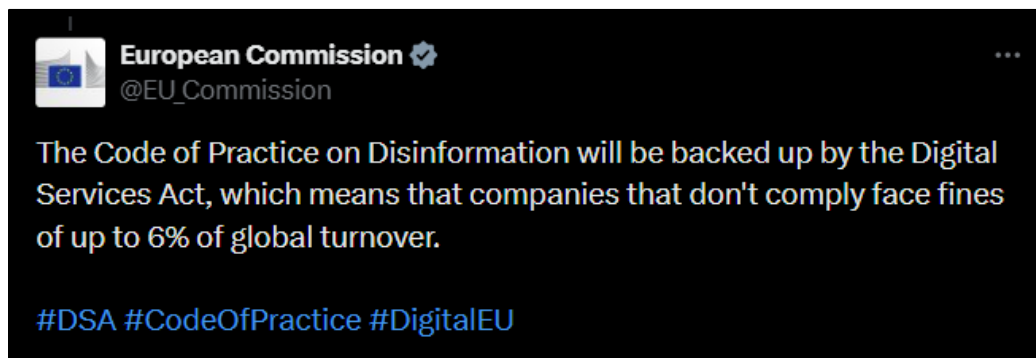 European Commission
@EU_Commission
The Code of Practice on Disinformation will be backed up by the Digital
Services Act, which means that companies that don't comply face fines
of up to 6% of global turnover.
#DSA #CodeOfPractice #DigitalEU